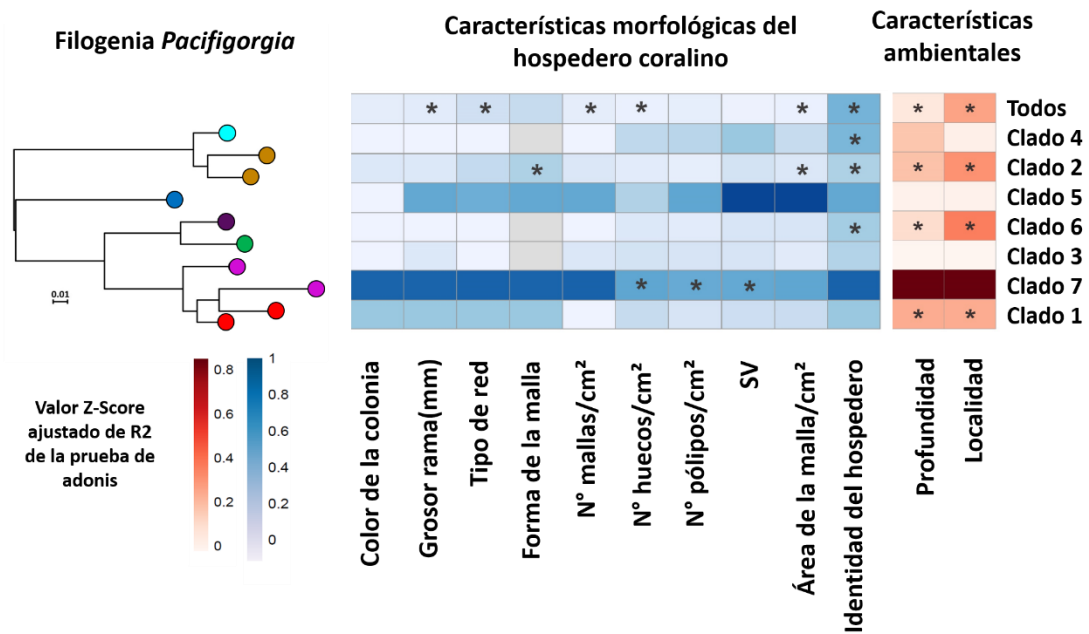 Filogenia Pacifigorgia
Características morfológicas del
hospedero coralino
Características
ambientales
* * * * * * * * Todos
* Clado 4
* * * * * Clado 2
Clado 5
* * * Clado 6
Clado 3
* * * Clado 7
* * Clado 1
0.01
Valor Z-Score
ajustado de R2
de la prueba de
adonis
0.8
0.6
0.4
0.2
0
1
0.8
0.6
0.4
0.2
0
Color de la colonia
Grosor rama(mm)
Tipo de red
Forma de la malla
N° mallas/cm²
N° huecos/cm²
N° pólipos/cm²
SV
Área de la malla/cm²
Identidad del hospedero
Profundidad
Localidad